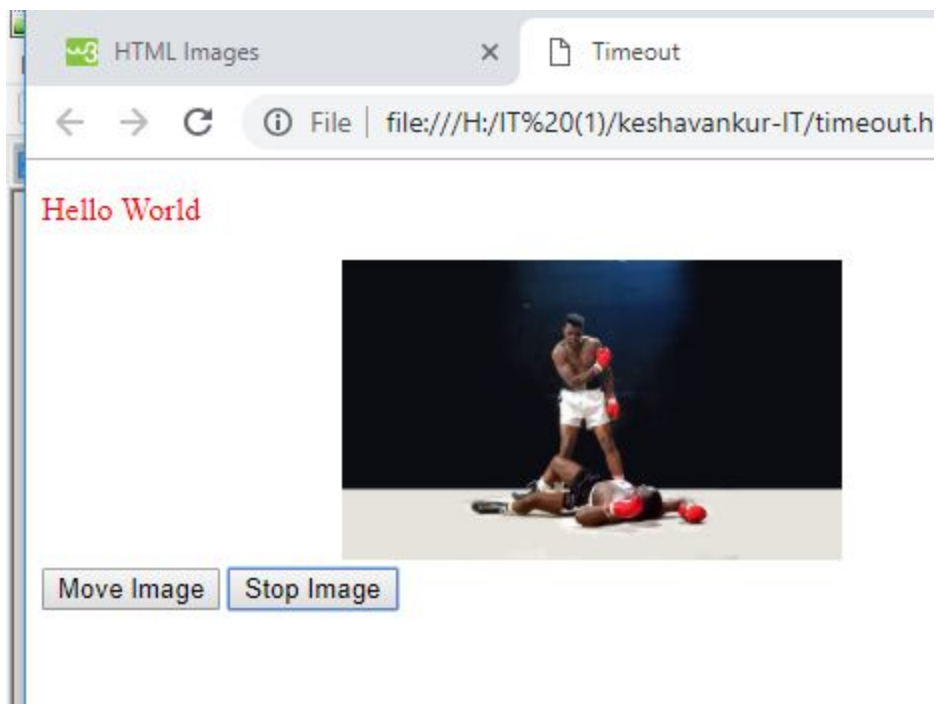 HTML Images × Timeout
File | file:///H:/IT%20(1)/keshavankur-IT/timeout.h
Hello World
Move Image Stop Image